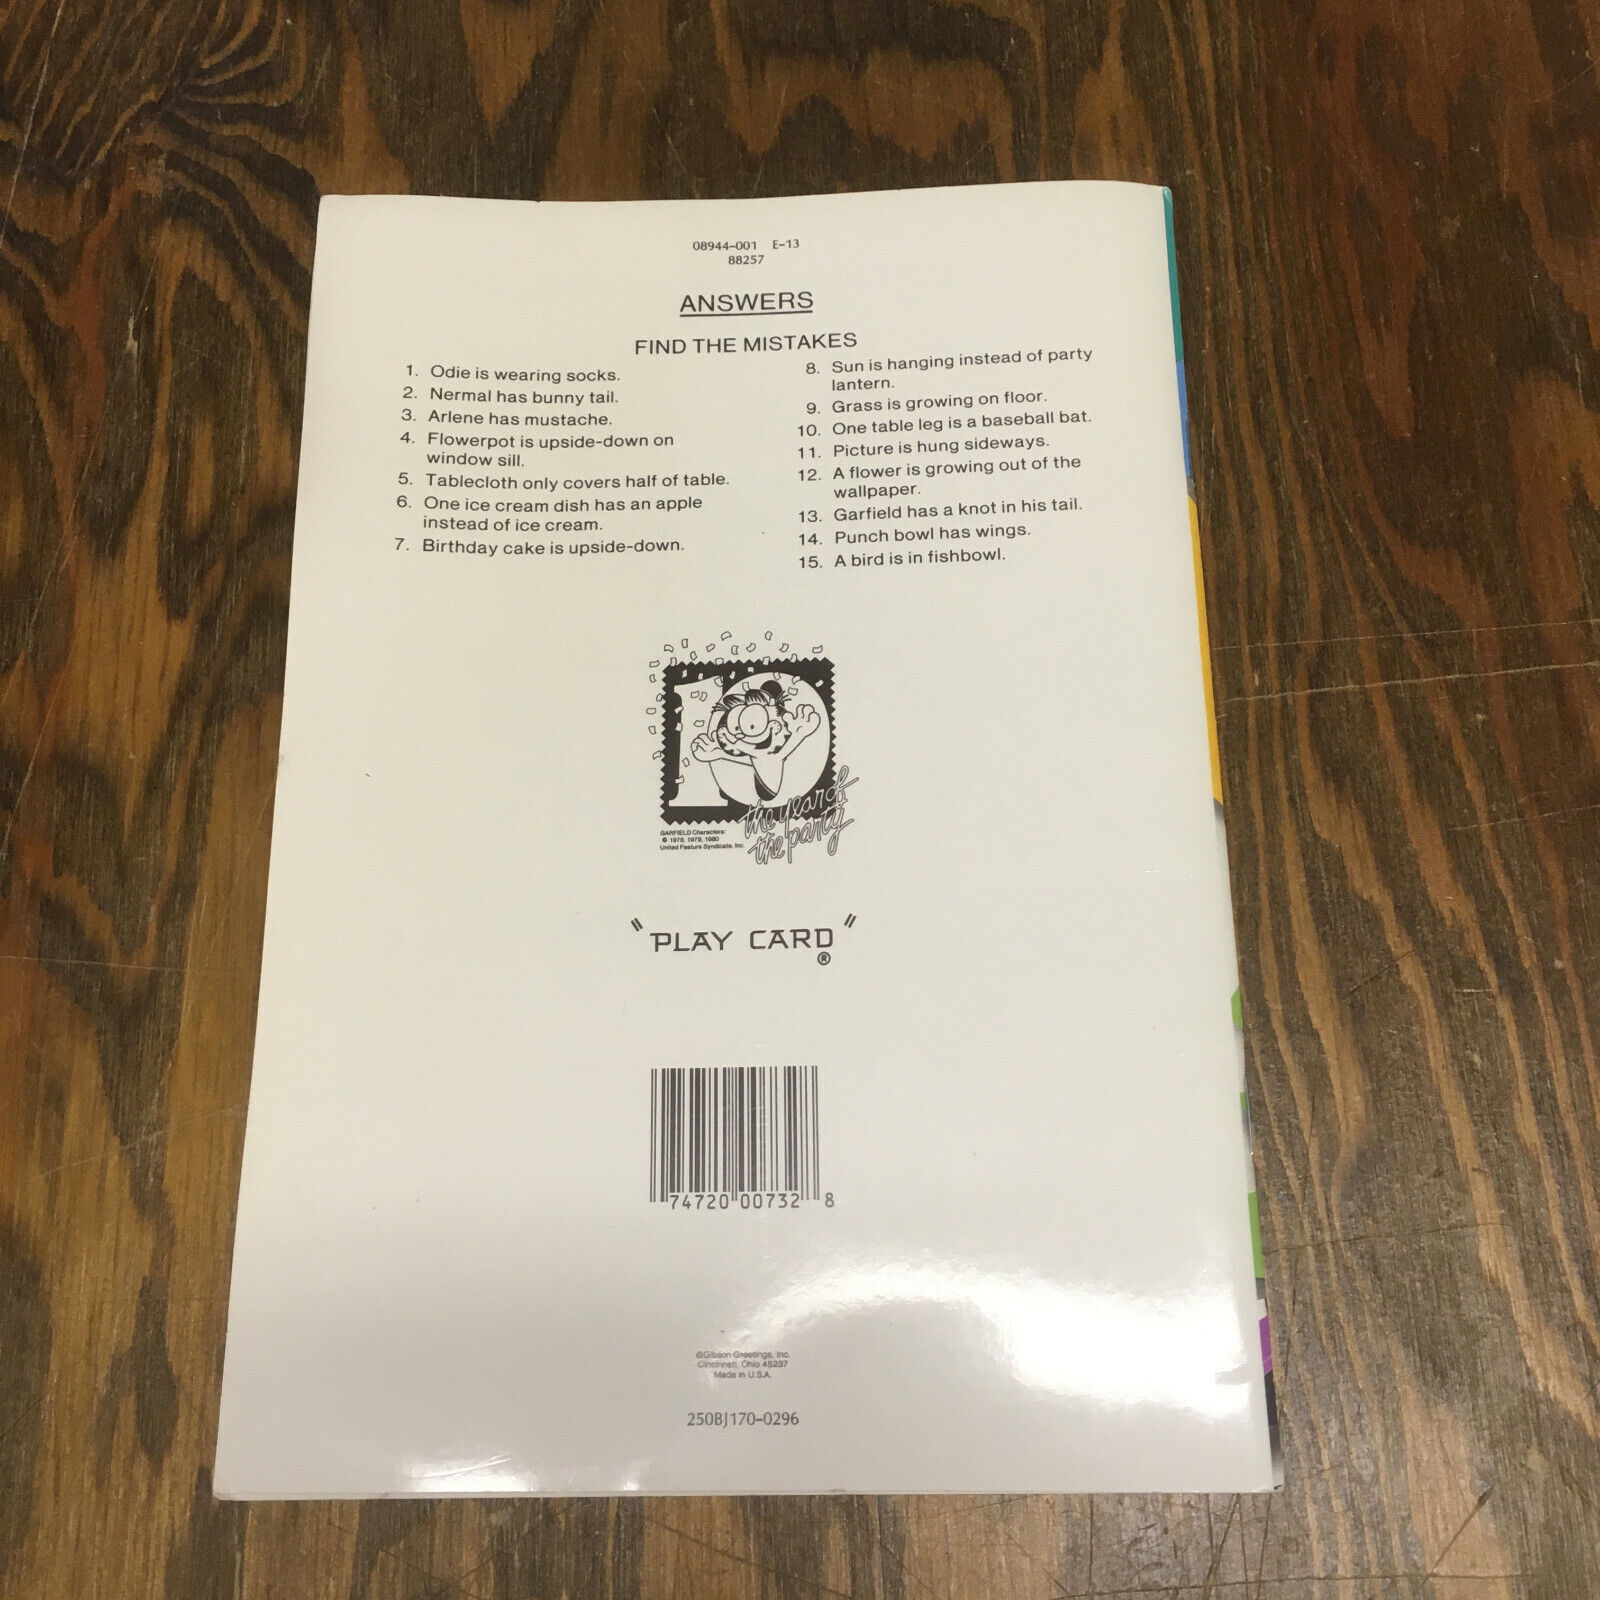 08944-001 E-13
88257
ANSWERS
FIND THE MISTAKES
1. Odie is wearing socks.
2. Nermal has bunny tail.
3. Arlene has mustache.
4. Flowerpot is upside-down on
window sill.
5. Tablecloth only covers half of table.
6. One ice cream dish has an apple
instead of ice cream.
7. Birthday cake is upside-down.
8. Sun is hanging instead of party
lantern.
9. Grass is growing on floor.
10. One table leg is a baseball bat.
11. Picture is hung sideways.
12. A flower is growing out of the
wallpaper.
13. Garfield has a knot in his tail.
14. Punch bowl has wings.
15. A bird is in fishbowl.
10
the year of
the party
GARFIELD Characters:
© 1978, 1979, 1980
United Feature Syndicate, Inc.
"PLAY CARD"
®
74720 00732 8
©Gibson Greetings, Inc.
Cincinnati, Ohio 45237
Made in U.S.A.
250BJ170-0296